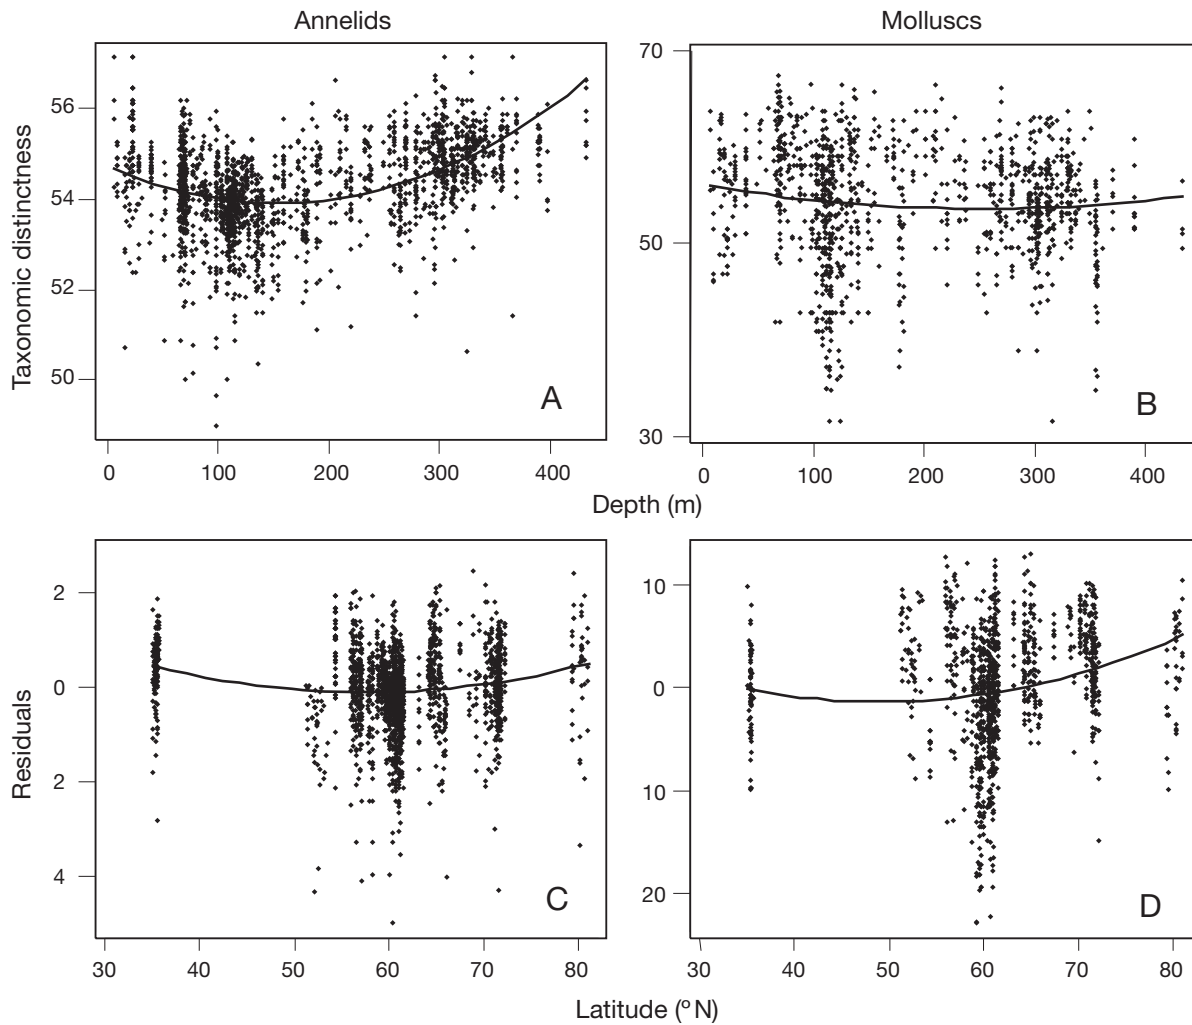 Annelids
Molluscs
Taxonomic distinctness
56
54
52
50
A
0 100 200 300 400
70
50
30
B
0 100 200 300 400
Depth (m)
Residuals
2
0
2
4
C
30 40 50 60 70 80
10
0
10
20
D
30 40 50 60 70 80
Latitude (° N)